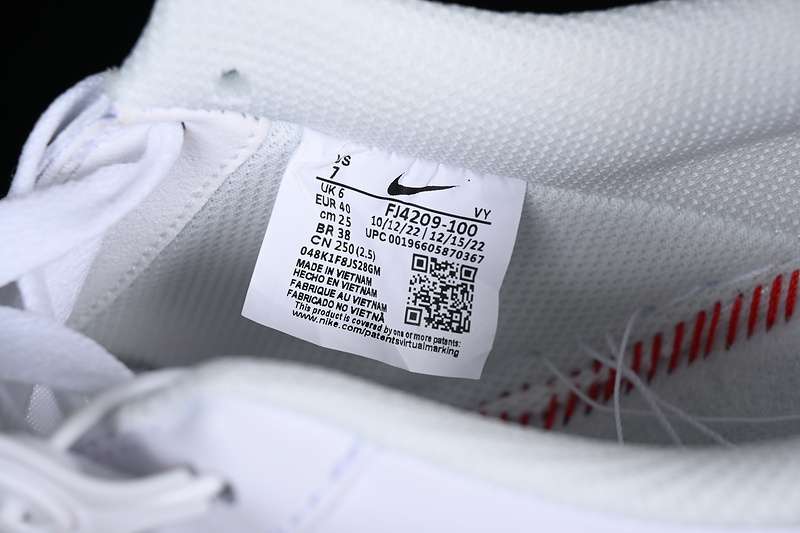 US
7
UK 6
EUR 40
cm 25
BR 38
CN 250 (2.5)
VY
FJ4209-100
10/12/22 | 12/15/22
UPC 00196605870367
048K1F8JS28GM
MADE IN VIETNAM
HECHO EN VIETNAM
FABRIQUE AU VIETNAM
FABRICADO NO VIETNÃ
This product is covered by one or more patents:
www.nike.com/patentsvirtualmarking